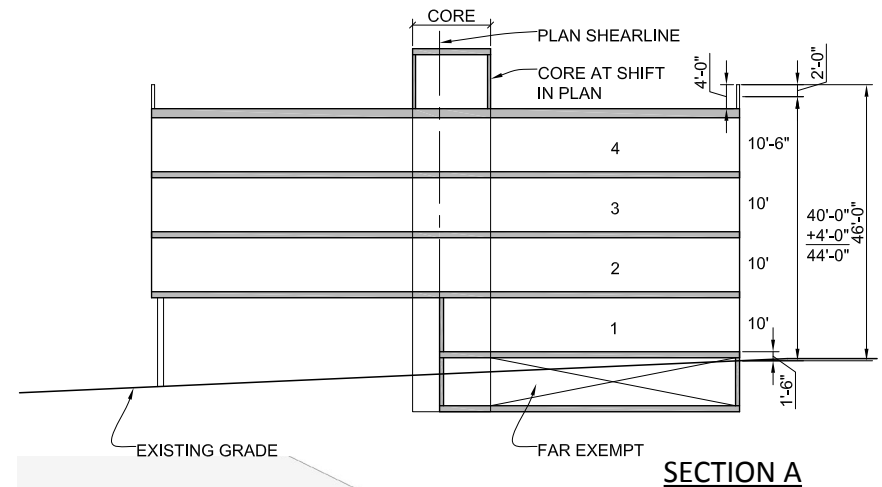 CORE
PLAN SHEARLINE
CORE AT SHIFT
IN PLAN
4'-0"
2'-0"
4
10'-6"
3
10'
40'-0"
+4'-0"
44'-0"
46'-0"
2
10'
1
10'
1'-6"
EXISTING GRADE
FAR EXEMPT
SECTION A